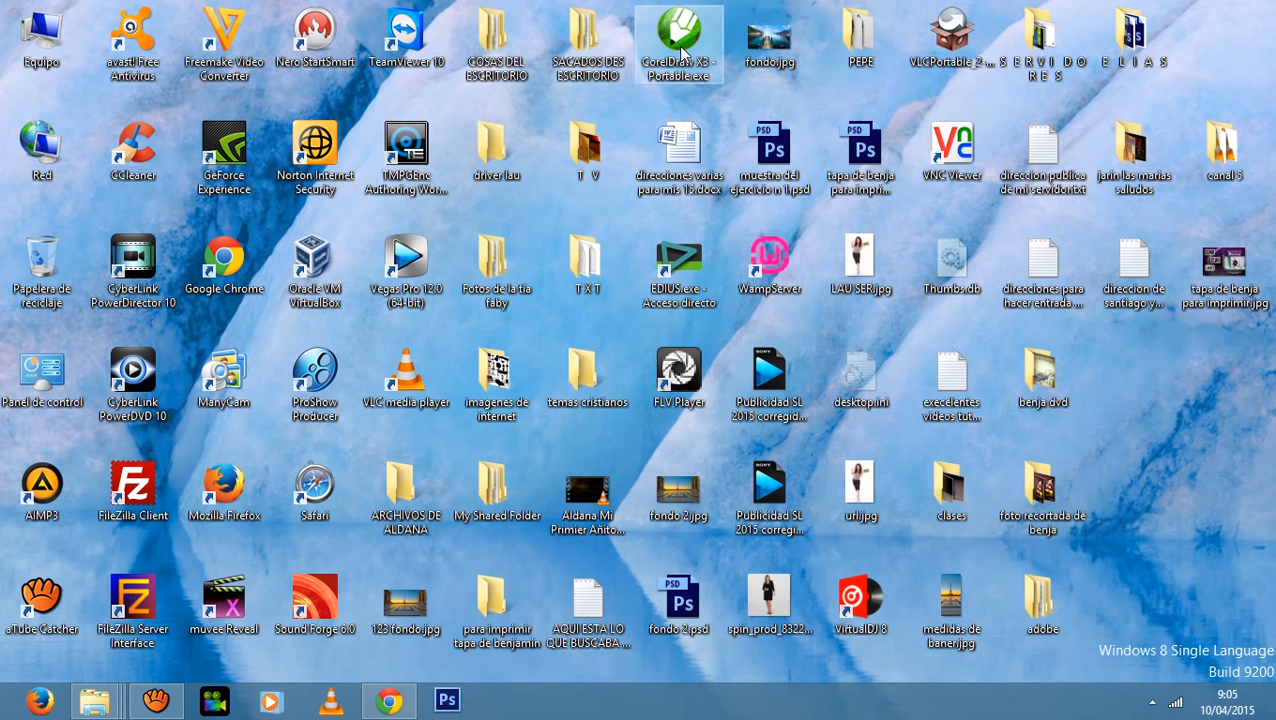 Equipo
avast! Free
Antivirus
Freemake Video
Converter
Nero StartSmart
TeamViewer 10
COSAS DEL
ESCRITORIO
SACADOS DES
ESCRITORIO
CorelDraw X3 -
Portable.exe
fondo.jpg
PEPE
VLCPortable_2-...
S E R V I D O
R E S
E L I A S
Red
CCleaner
GeForce
Experience
Norton Internet
Security
TMPGEnc
Authoring Wor...
driver lau
T V
direcciones varias
para mis 15.docx
muestra del
ejercicio n 1.psd
tapa de benja
para impri...
VNC Viewer
direccion publica
de mi servidor.txt
jarin las marias
saludos
canal 5
Papelera de
reciclaje
CyberLink
PowerDirector 10
Google Chrome
Oracle VM
VirtualBox
Vegas Pro 12.0
(64-bit)
Fotos de la tia
faby
T X T
EDIUS.exe -
Acceso directo
WampServer
LAU SER.jpg
Thumbs.db
direcciones para
hacer entrada ...
direccion de
santiago y...
tapa de benja
para imprimir.jpg
Panel de control
CyberLink
PowerDVD 10
ManyCam
ProShow
Producer
VLC media player
imagenes de
internet
temas cristianos
FLV Player
Publicidad SL
2015 corregid...
desktop.ini
execelentes
videos tut...
benja dvd
AIMP3
FileZilla Client
Mozilla Firefox
Safari
ARCHIVOS DE
ALDANA
My Shared Folder
Aldana Mi
Primier Añito...
fondo 2.jpg
Publicidad SL
2015 corregi...
url.jpg
clases
foto recortada de
benja
aTube Catcher
FileZilla Server
Interface
muvee Reveal
Sound Forge 6.0
123 fondo.jpg
para imprimir
tapa de benjamin
AQUI ESTA LO
QUE BUSCABA ...
fondo 2.psd
spin_prod_8322...
VirtualDJ 8
medidas de
baner.jpg
adobe
Windows 8 Single Language
Build 9200
9:05
10/04/2015